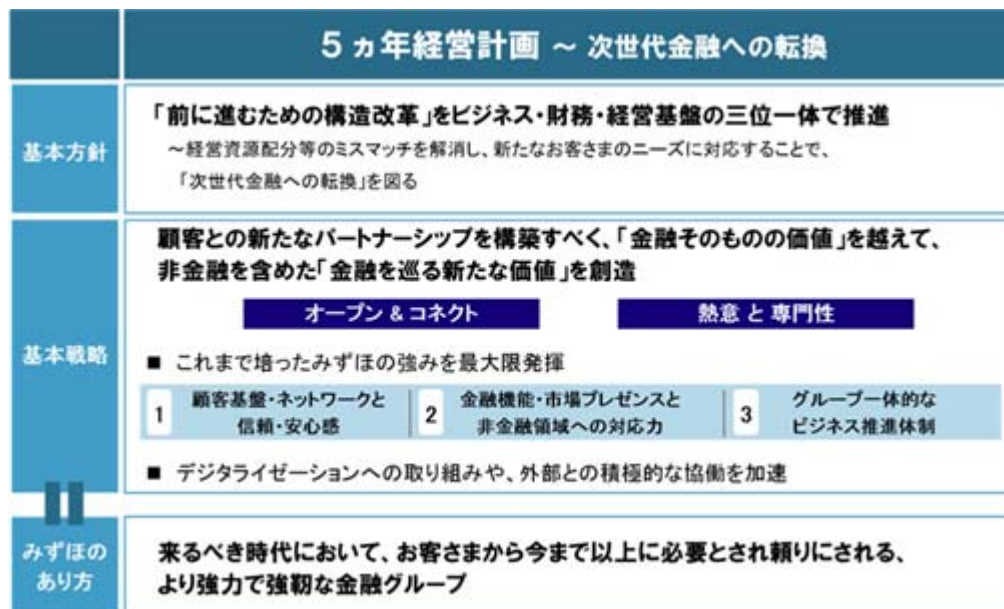 5ヵ年経営計画 ～ 次世代金融への転換
基本方針
「前に進むための構造改革」をビジネス・財務・経営基盤の三位一体で推進
～経営資源配分等のミスマッチを解消し、新たなお客さまのニーズに対応することで、
「次世代金融への転換」を図る
基本戦略
顧客との新たなパートナーシップを構築すべく、「金融そのものの価値」を越えて、
非金融を含めた「金融を巡る新たな価値」を創造
オープン & コネクト
熱意 と 専門性
■ これまで培ったみずほの強みを最大限発揮
1
顧客基盤・ネットワークと
信頼・安心感
2
金融機能・市場プレゼンスと
非金融領域への対応力
3
グループ一体的な
ビジネス推進体制
■ デジタライゼーションへの取り組みや、外部との積極的な協働を加速
みずほの
あり方
来るべき時代において、お客さまから今まで以上に必要とされ頼りにされる、
より強力で強靭な金融グループ